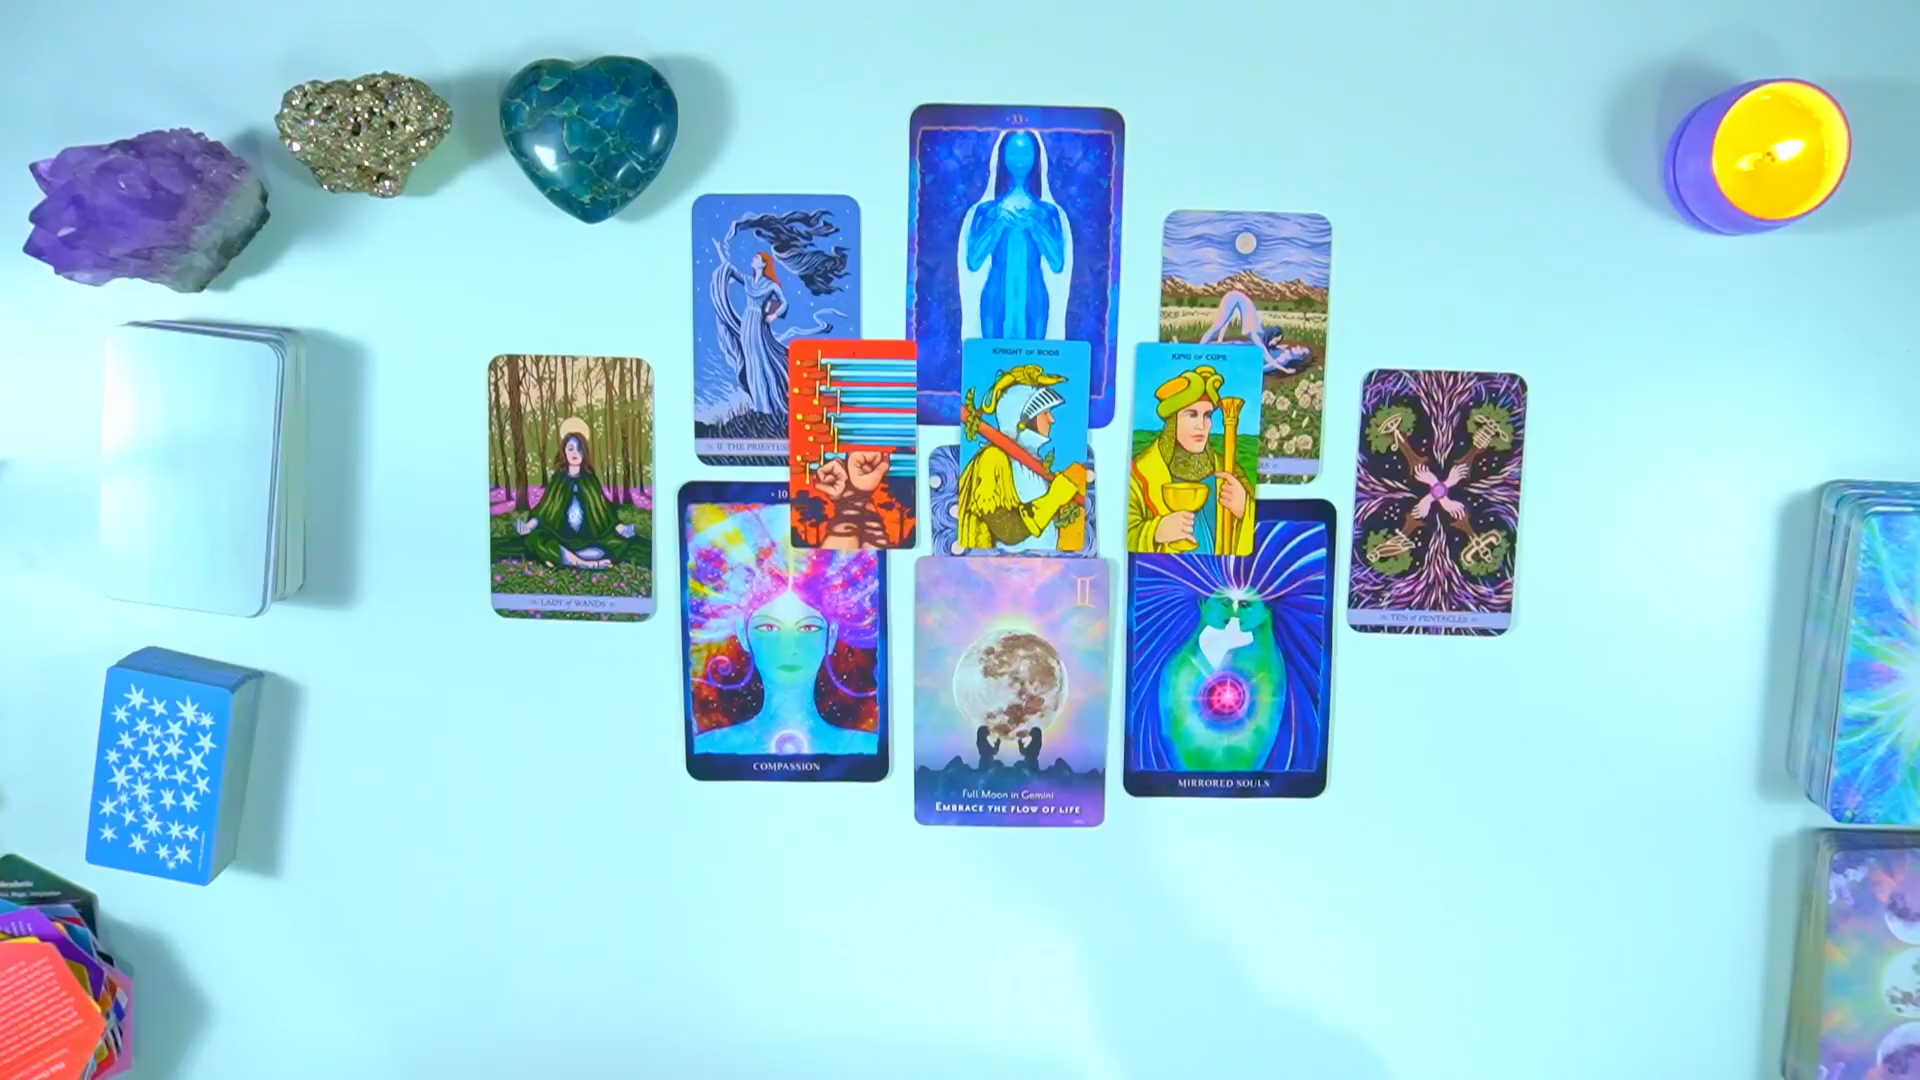 · 33 ·
II THE PRIESTESS
KNIGHT OF RODS
KING OF CUPS
· 10
LADY of WANDS
TEN of PENTACLES
COMPASSION
MIRRORED SOULS
Full Moon in Gemini
EMBRACE THE FLOW OF LIFE